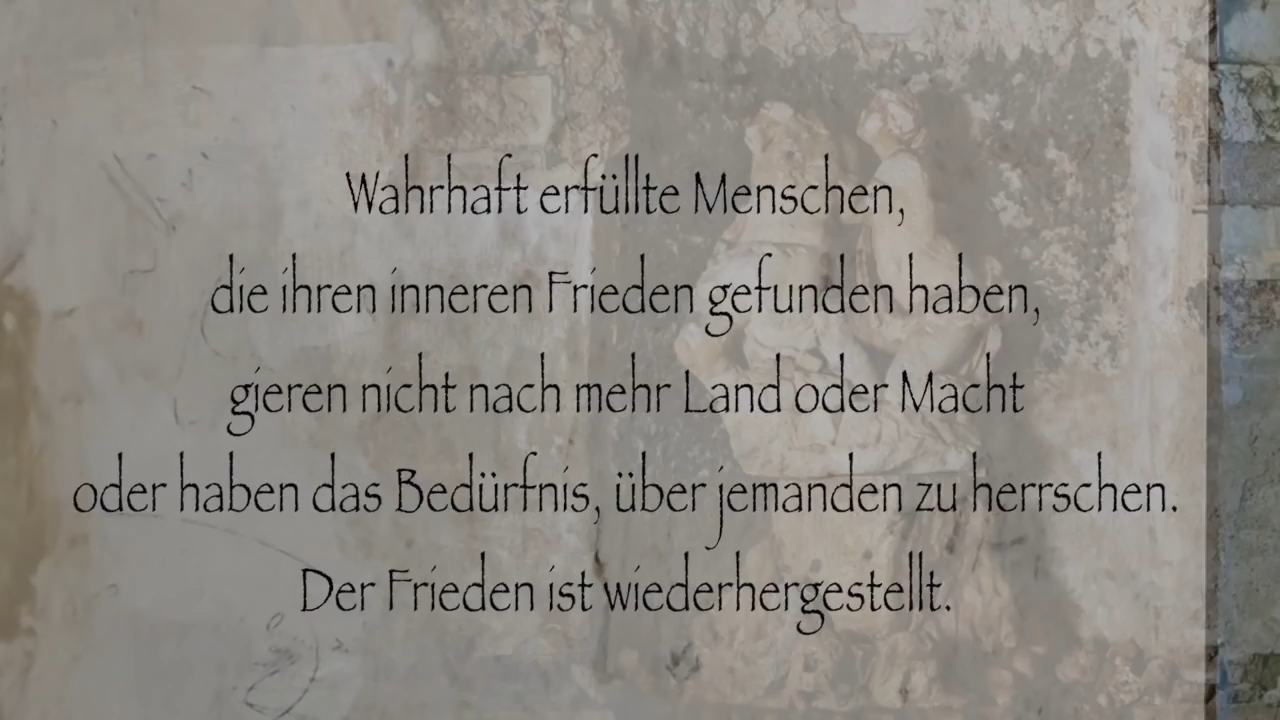 Wahrhaft erfüllte Menschen,
die ihren inneren Frieden gefunden haben,
gieren nicht nach mehr Land oder Macht
oder haben das Bedürfnis, über jemanden zu herrschen.
Der Frieden ist wiederhergestellt.